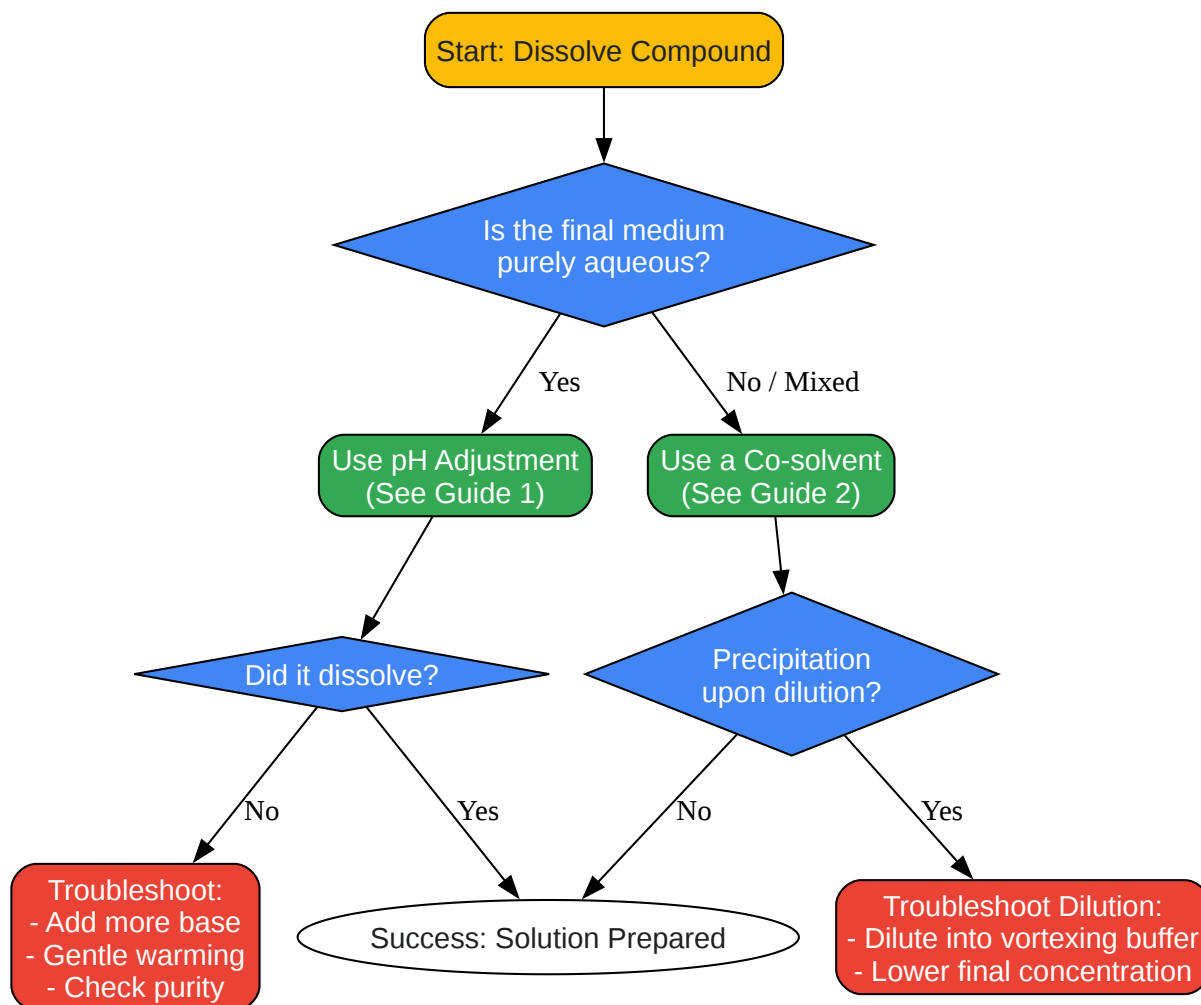 Start: Dissolve Compound
Is the final medium
purely aqueous?
Yes
No / Mixed
Use pH Adjustment
(See Guide 1)
Use a Co-solvent
(See Guide 2)
Did it dissolve?
Precipitation
upon dilution?
No
Yes
No
Yes
Troubleshoot:
- Add more base
- Gentle warming
- Check purity
Success: Solution Prepared
Troubleshoot Dilution:
- Dilute into vortexing buffer
- Lower final concentration